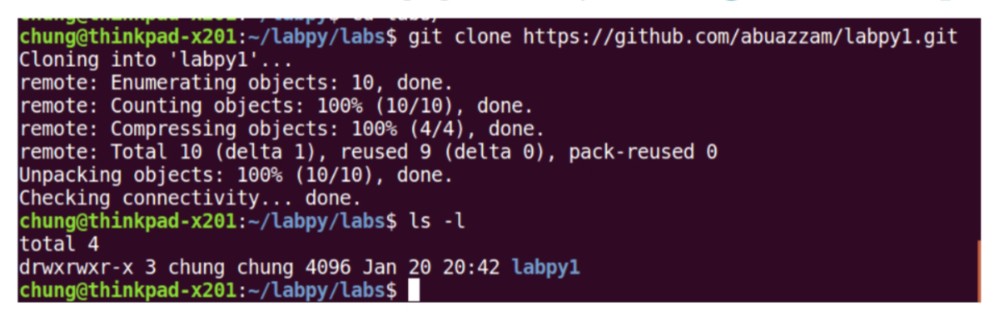 chung@thinkpad-x201:~/labpy/labs$ git clone https://github.com/abuazzam/labpy1.git
Cloning into 'labpy1'...
remote: Enumerating objects: 10, done.
remote: Counting objects: 100% (10/10), done.
remote: Compressing objects: 100% (4/4), done.
remote: Total 10 (delta 1), reused 9 (delta 0), pack-reused 0
Unpacking objects: 100% (10/10), done.
Checking connectivity... done.
chung@thinkpad-x201:~/labpy/labs$ ls -l
total 4
drwxrwxr-x 3 chung chung 4096 Jan 20 20:42 labpy1
chung@thinkpad-x201:~/labpy/labs$